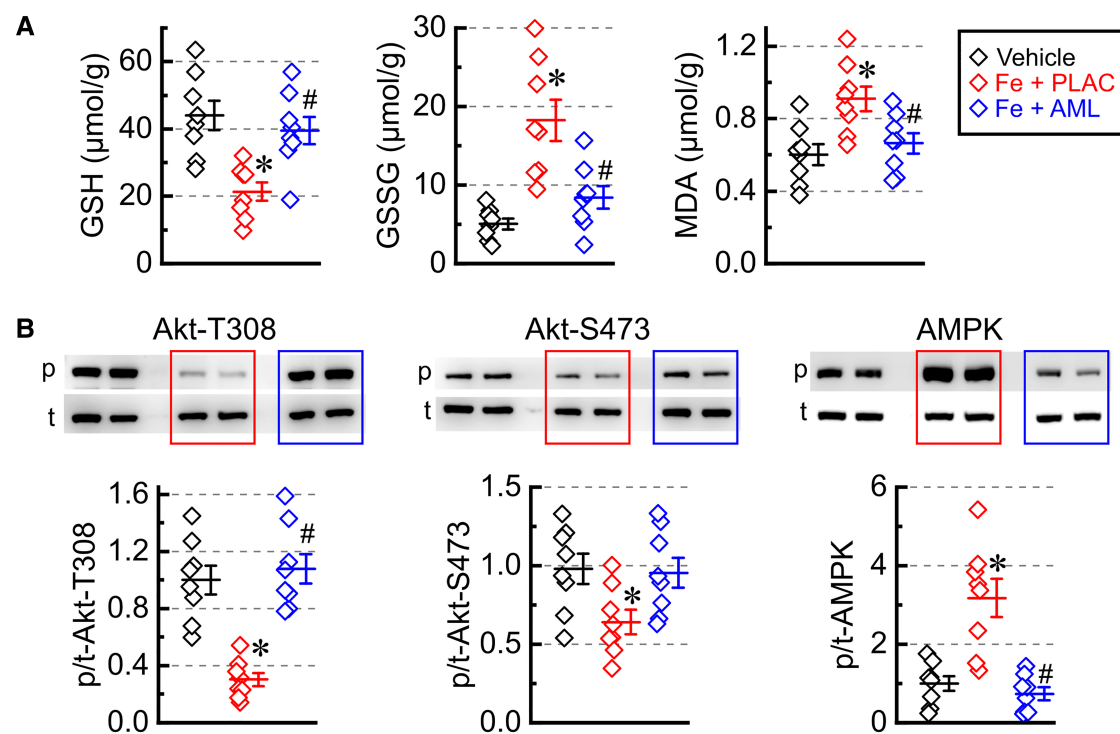 A
GSH (μmol/g)
60
40
20
0
*
#
GSSG (μmol/g)
30
20
10
0
*
#
MDA (μmol/g)
1.2
0.8
0.4
0.0
*
#
Vehicle
Fe + PLAC
Fe + AML
B
Akt-T308
p
t
Akt-S473
p
t
AMPK
p
t
p/t-Akt-T308
1.6
1.2
0.8
0.4
0.0
*
#
p/t-Akt-S473
1.5
1.0
0.5
0.0
*
p/t-AMPK
6
4
2
0
*
#